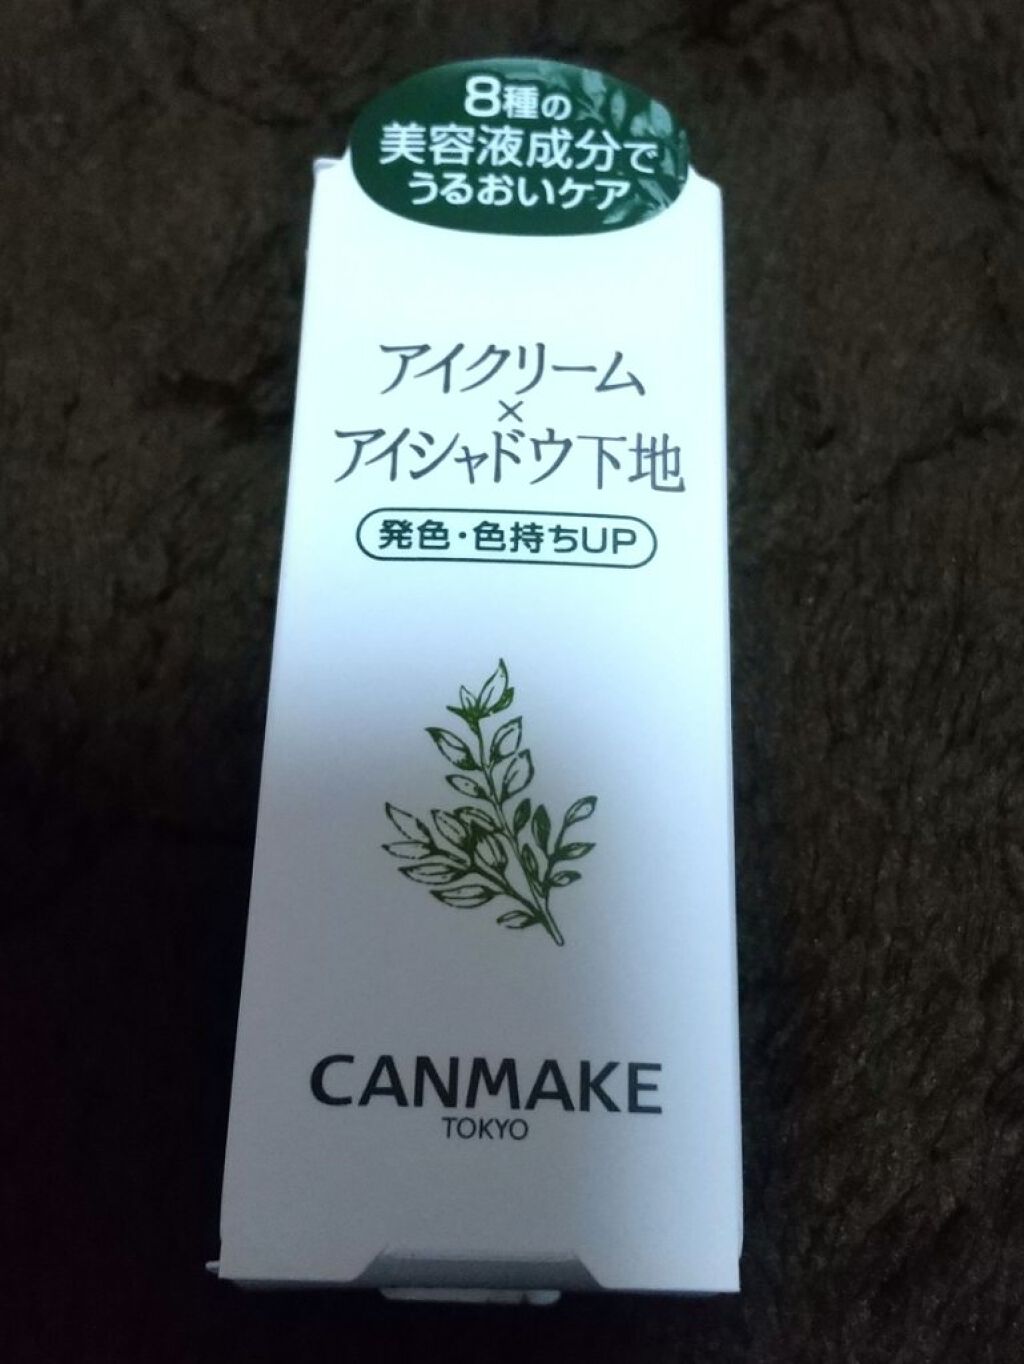 8種の
美容液成分で
うるおいケア
アイクリーム
×
アイシャドウ下地
発色・色持ちUP
CANMAKE
TOKYO